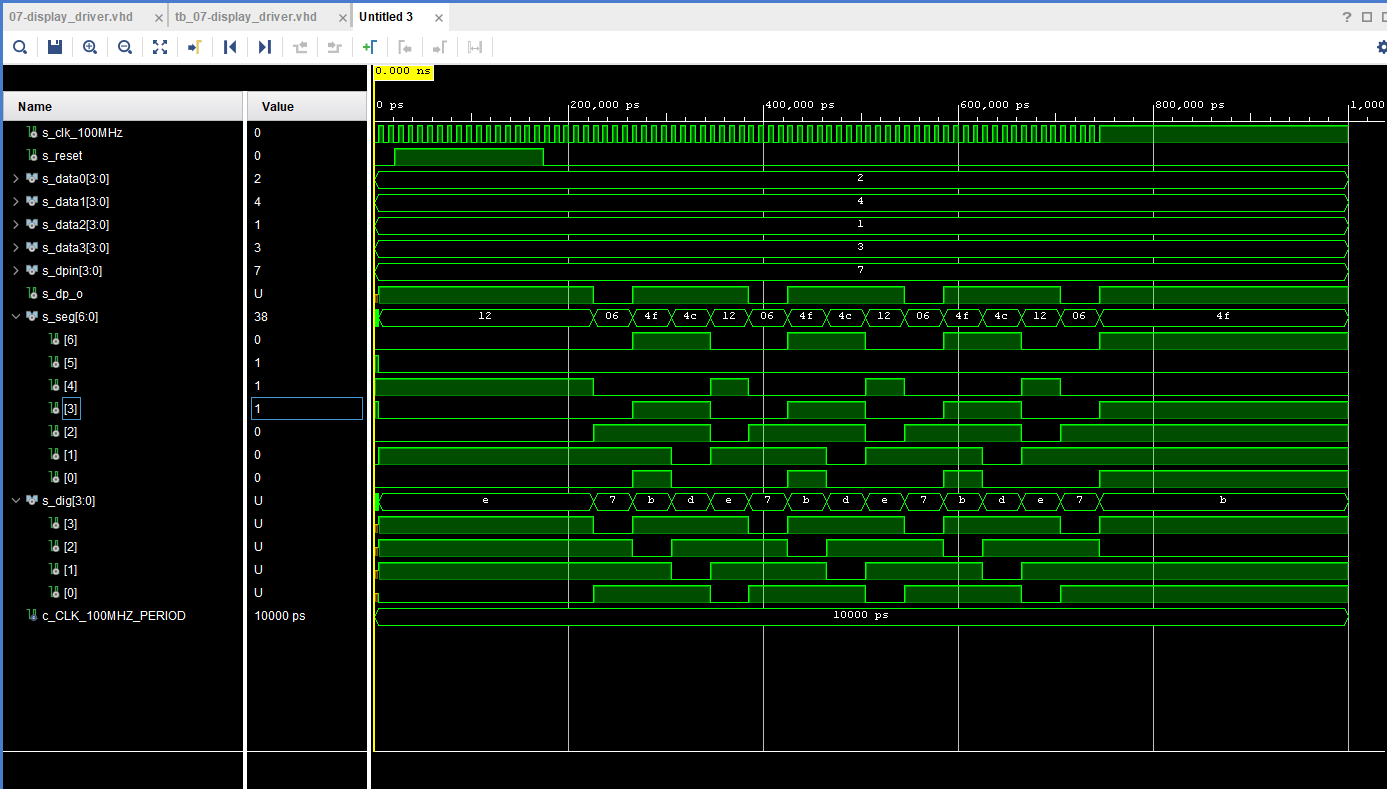 07-display_driver.vhd × tb_07-display_driver.vhd × Untitled 3 ×
?
0.000 ns
0 ps 200,000 ps 400,000 ps 600,000 ps 800,000 ps 1,000
Name Value
s_clk_100MHz 0
s_reset 0
s_data0[3:0] 2 2
s_data1[3:0] 4 4
s_data2[3:0] 1 1
s_data3[3:0] 3 3
s_dpin[3:0] 7 7
s_dp_o U
s_seg[6:0] 38 12 06 4f 4c 12 06 4f 4c 12 06 4f 4c 12 06 4f
[6] 0
[5] 1
[4] 1
[3] 1
[2] 0
[1] 0
[0] 0
s_dig[3:0] U e 7 b d e 7 b d e 7 b d e 7 b
[3] U
[2] U
[1] U
[0] U
c_CLK_100MHZ_PERIOD 10000 ps 10000 ps